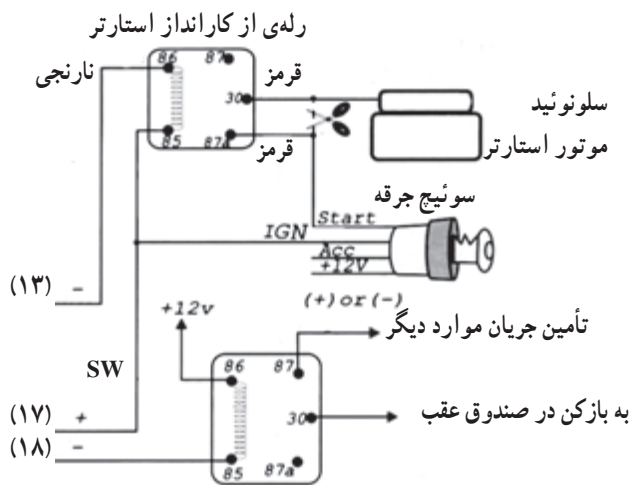 رله‌ی از کارانداز استارتر
86
87
نارنجی
قرمز
30
سلونوئید
موتور استارتر
85
87a
قرمز
سوئیچ جرقه
Start
IGN
Acc
+12V
(۱۳) -
(+) or (-)
+12v
تأمین جریان موارد دیگر
SW
86
87
(۱۷) +
30
به بازکن در صندوق عقب
(۱۸) -
85
87a